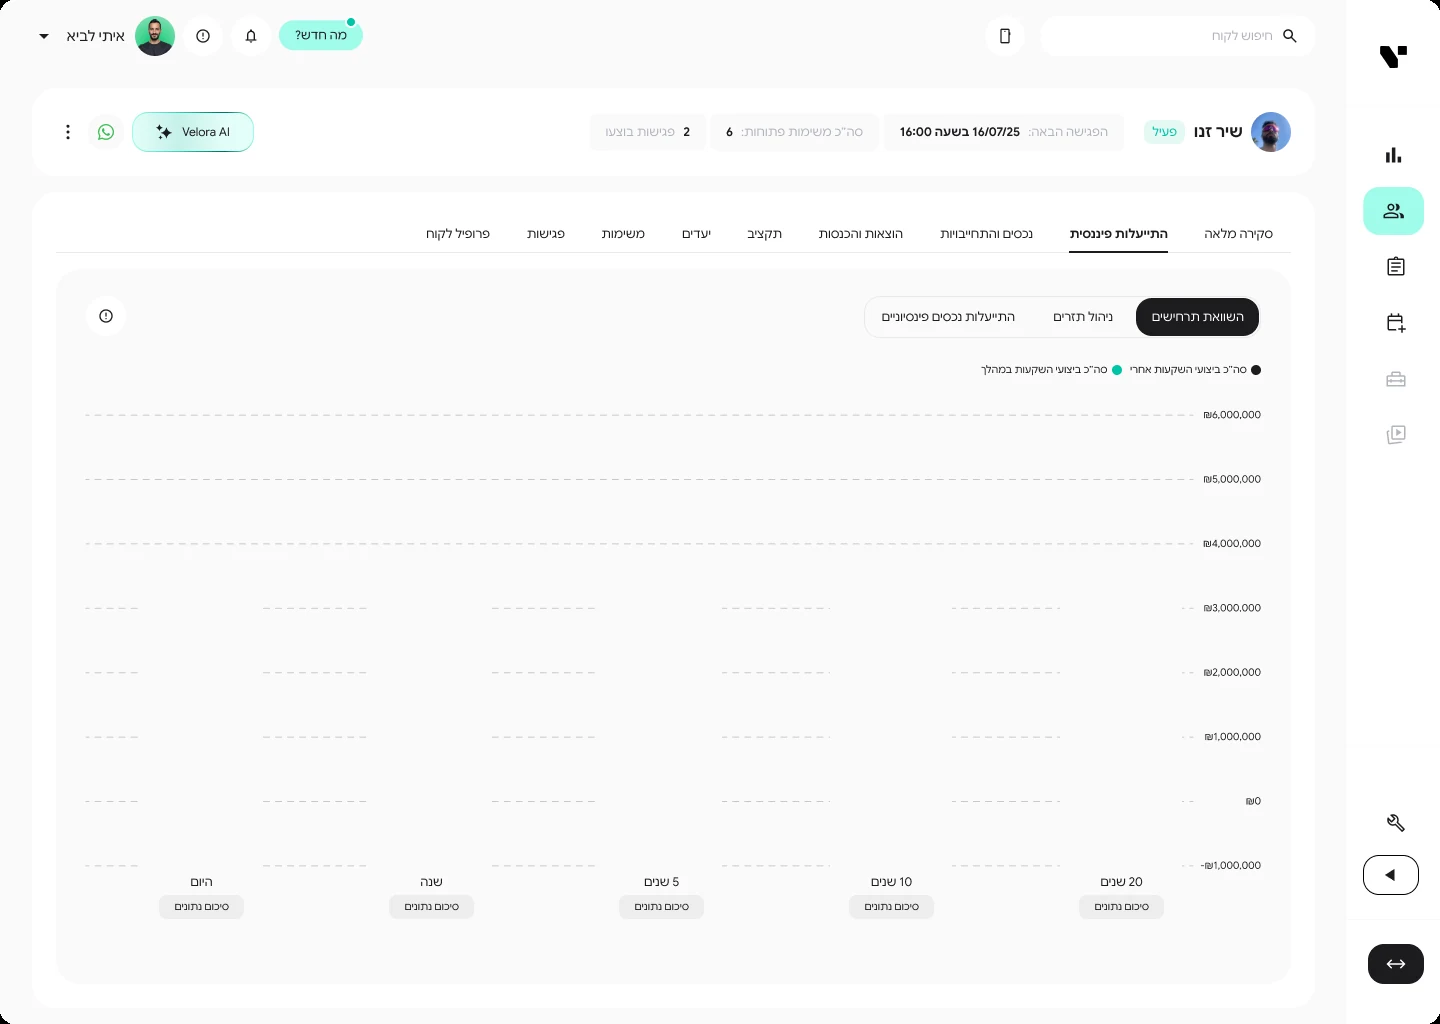 חיפוש לקוח
מה חדש?
איתי לביא
שיר זנו
פעיל
הפגישה הבאה: 16/07/25 בשעה 16:00
סה"כ משימות פתוחות: 6
2 פגישות בוצעו
Velora AI
סקירה מלאה
התייעלות פיננסית
נכסים והתחייבויות
הוצאות והכנסות
תקציב
יעדים
משימות
פגישות
פרופיל לקוח
השוואת תרחישים
ניהול תזרים
התייעלות נכסים פינסיוניים
סה"כ ביצועי השקעות אחרי
סה"כ ביצועי השקעות במהלך
₪6,000,000
₪5,000,000
₪4,000,000
₪3,000,000
₪2,000,000
₪1,000,000
₪0
-₪1,000,000
20 שנים
10 שנים
5 שנים
שנה
היום
סיכום נתונים
סיכום נתונים
סיכום נתונים
סיכום נתונים
סיכום נתונים